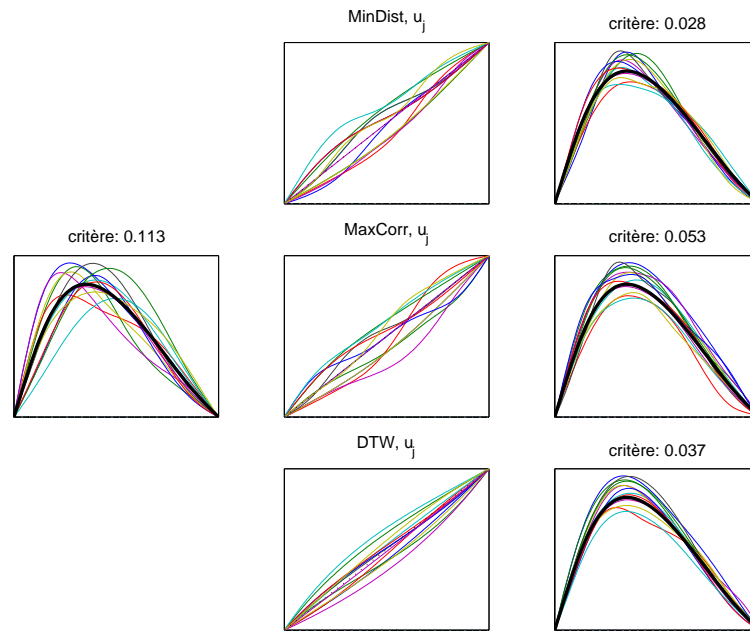 MinDist, u_j
critère: 0.028
critère: 0.113
MaxCorr, u_j
critère: 0.053
DTW, u_j
critère: 0.037